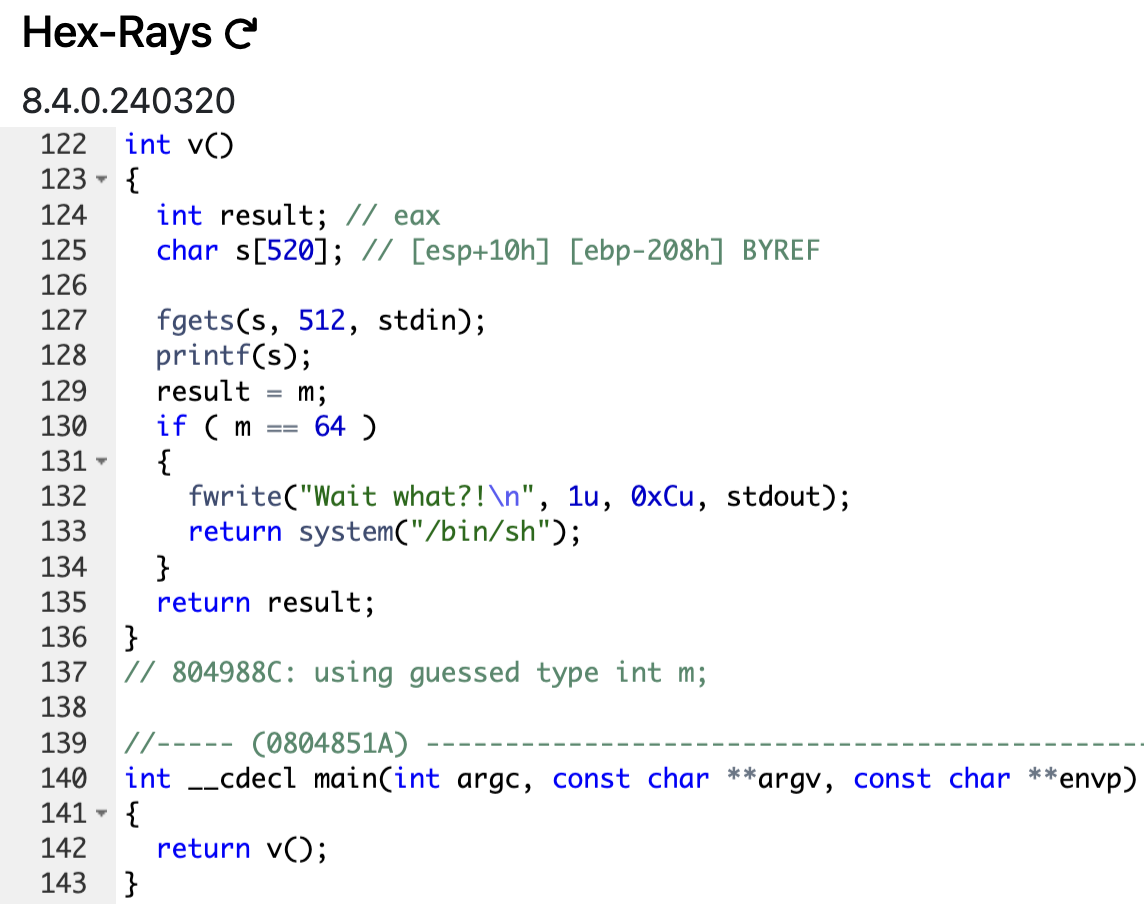 Hex-Rays
8.4.0.240320
122 int v()
123 {
124   int result; // eax
125   char s[520]; // [esp+10h] [ebp-208h] BYREF
126
127   fgets(s, 512, stdin);
128   printf(s);
129   result = m;
130   if ( m == 64 )
131   {
132     fwrite("Wait what?!\n", 1u, 0xCu, stdout);
133     return system("/bin/sh");
134   }
135   return result;
136 }
137 // 804988C: using guessed type int m;
138
139 //----- (0804851A) ---------------------------------------------
140 int __cdecl main(int argc, const char **argv, const char **envp)
141 {
142   return v();
143 }